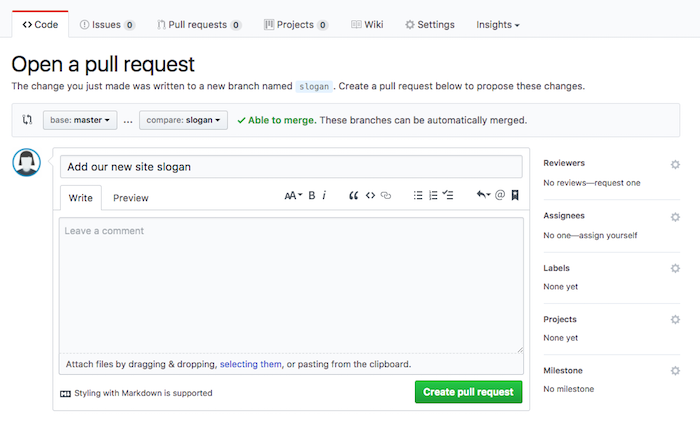 Code Issues 0 Pull requests 0 Projects 0 Wiki Settings Insights
Open a pull request
The change you just made was written to a new branch named slogan . Create a pull request below to propose these changes.
base: master ... compare: slogan Able to merge. These branches can be automatically merged.
Add our new site slogan
Write Preview AA B i @
Leave a comment
Attach files by dragging & dropping, selecting them, or pasting from the clipboard.
Styling with Markdown is supported Create pull request
Reviewers
No reviews—request one
Assignees
No one—assign yourself
Labels
None yet
Projects
None yet
Milestone
No milestone